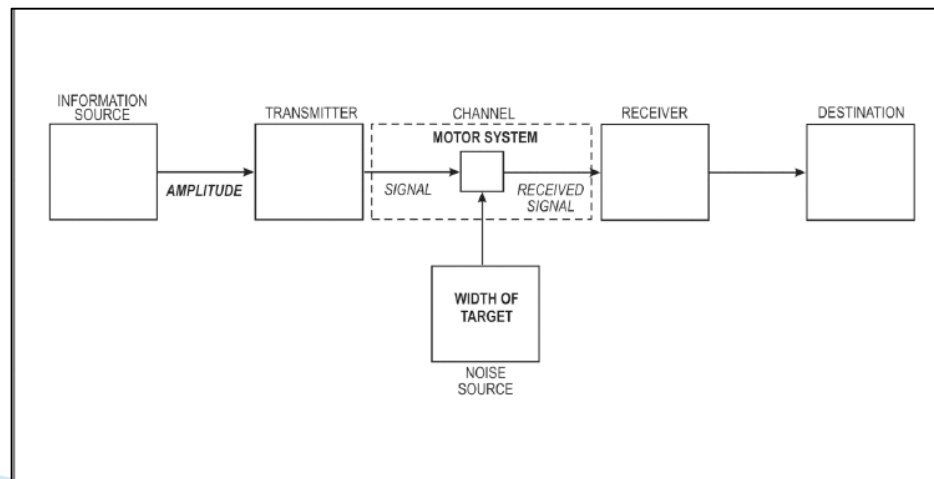 INFORMATION
SOURCE
TRANSMITTER
CHANNEL
RECEIVER
DESTINATION
MOTOR SYSTEM
AMPLITUDE
SIGNAL
RECEIVED
SIGNAL
WIDTH OF
TARGET
NOISE
SOURCE